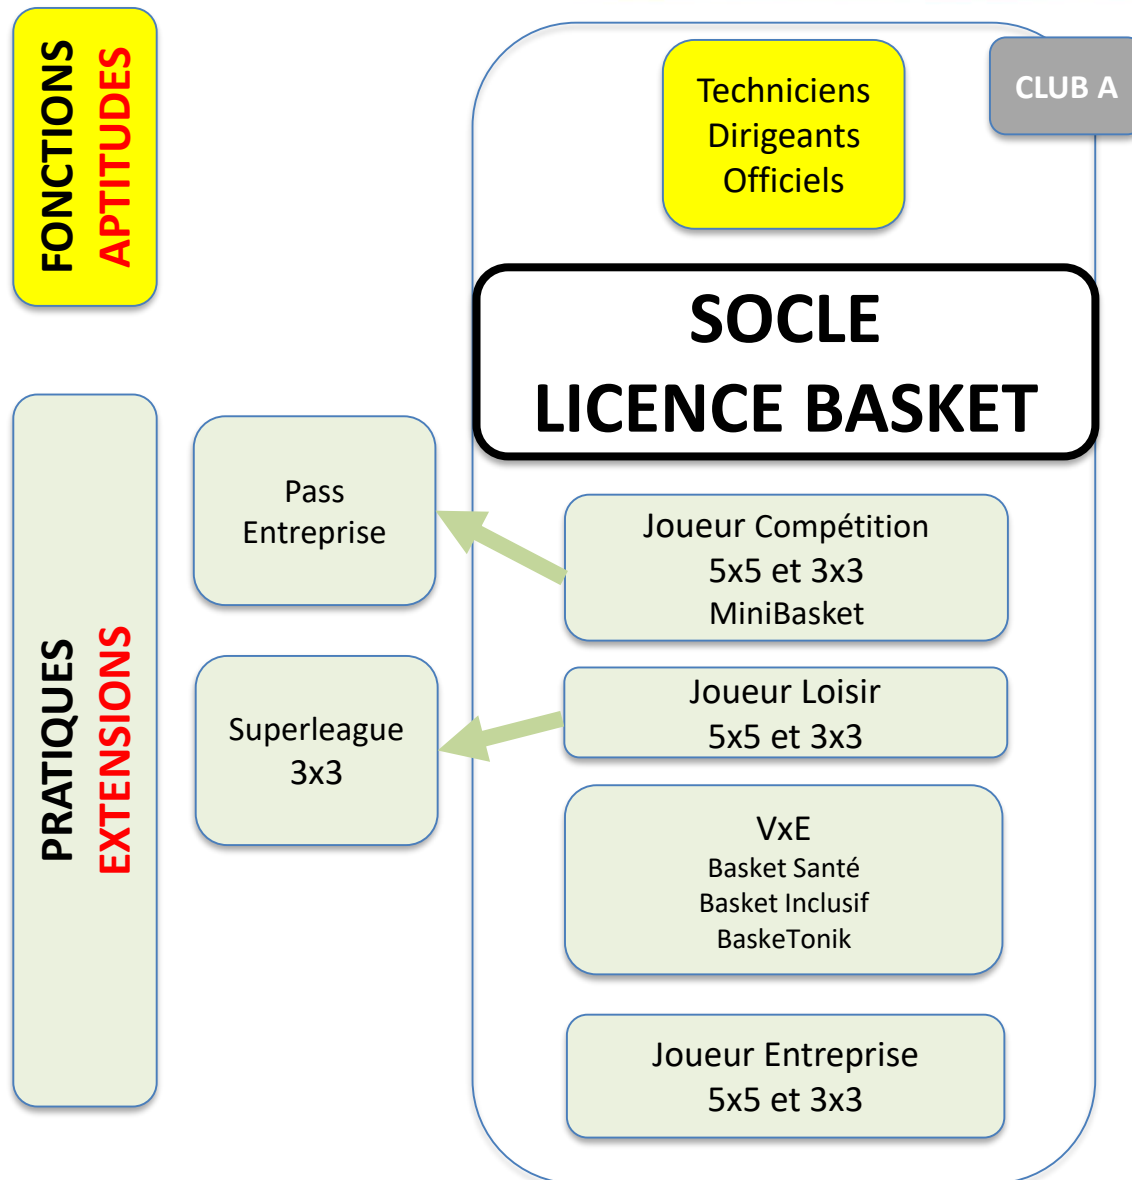 FONCTIONS
APTITUDES
Techniciens
Dirigeants
Officiels
CLUB A
SOCLE
LICENCE BASKET
PRATIQUES
EXTENSIONS
Pass
Entreprise
Joueur Compétition
5x5 et 3x3
MiniBasket
Superleague
3x3
Joueur Loisir
5x5 et 3x3
VxE
Basket Santé
Basket Inclusif
BaskeTonik
Joueur Entreprise
5x5 et 3x3